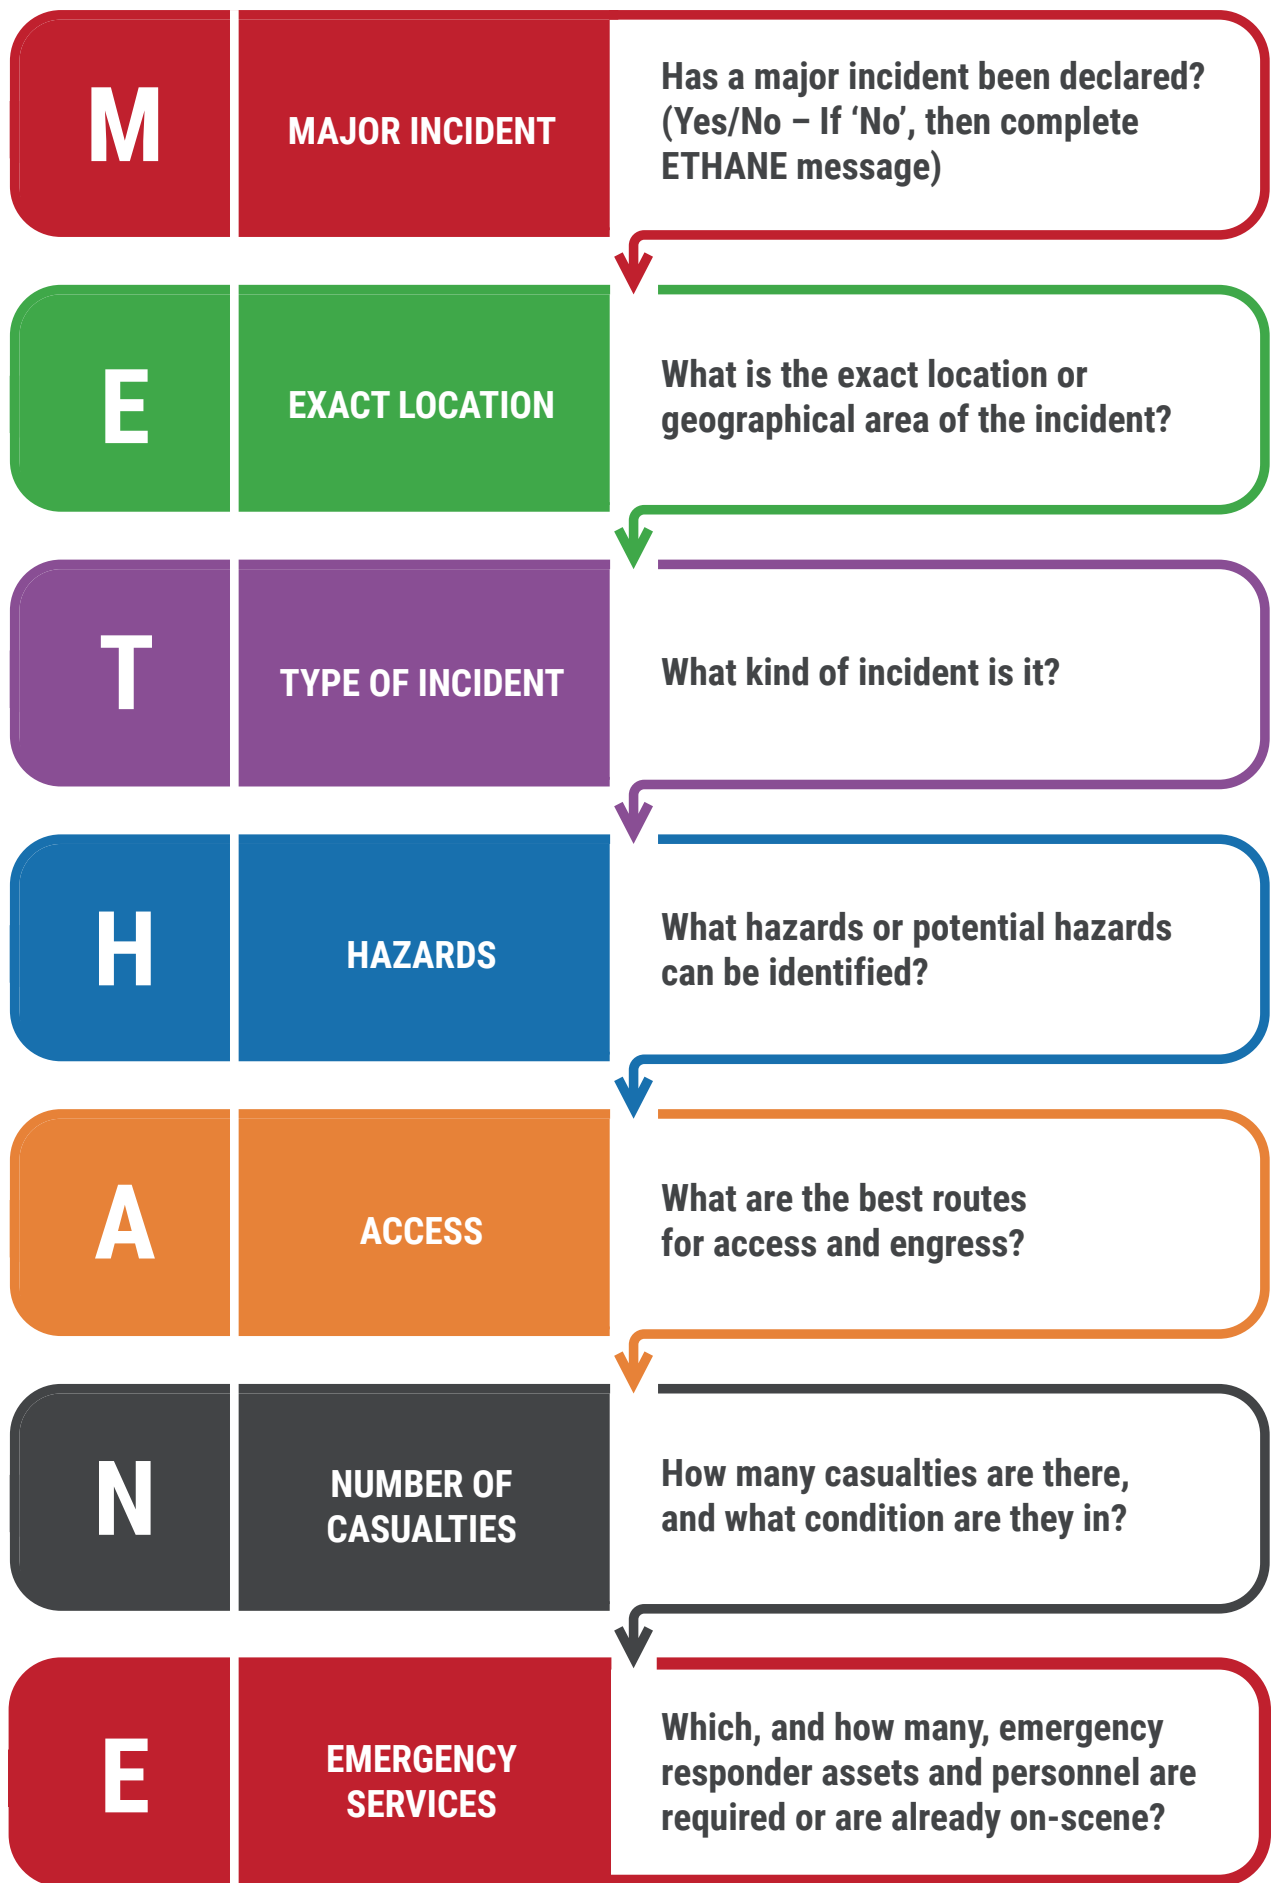 M
MAJOR INCIDENT
Has a major incident been declared?
(Yes/No – If ‘No’, then complete
ETHANE message)
E
EXACT LOCATION
What is the exact location or
geographical area of the incident?
T
TYPE OF INCIDENT
What kind of incident is it?
H
HAZARDS
What hazards or potential hazards
can be identified?
A
ACCESS
What are the best routes
for access and engress?
N
NUMBER OF
CASUALTIES
How many casualties are there,
and what condition are they in?
E
EMERGENCY
SERVICES
Which, and how many, emergency
responder assets and personnel are
required or are already on-scene?